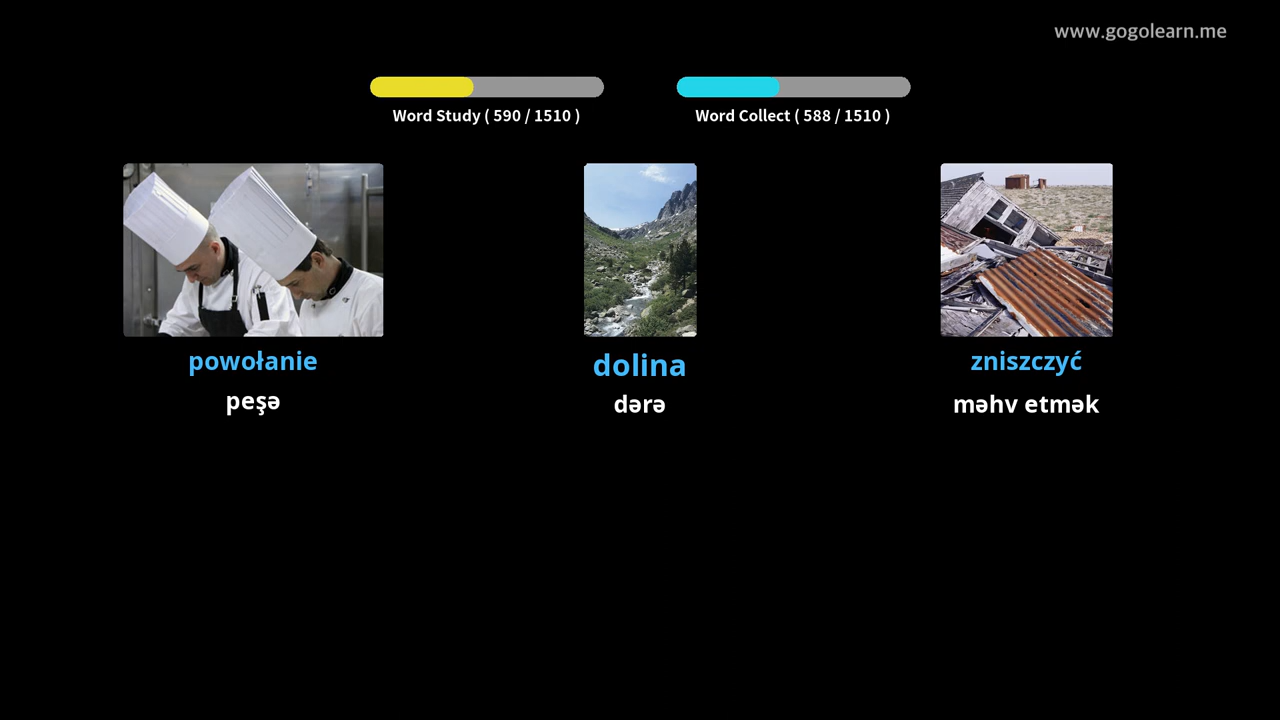 www.gogolearn.me
Word Study ( 590 / 1510 )
Word Collect ( 588 / 1510 )
powołanie
peşə
dolina
dərə
zniszczyć
məhv etmək